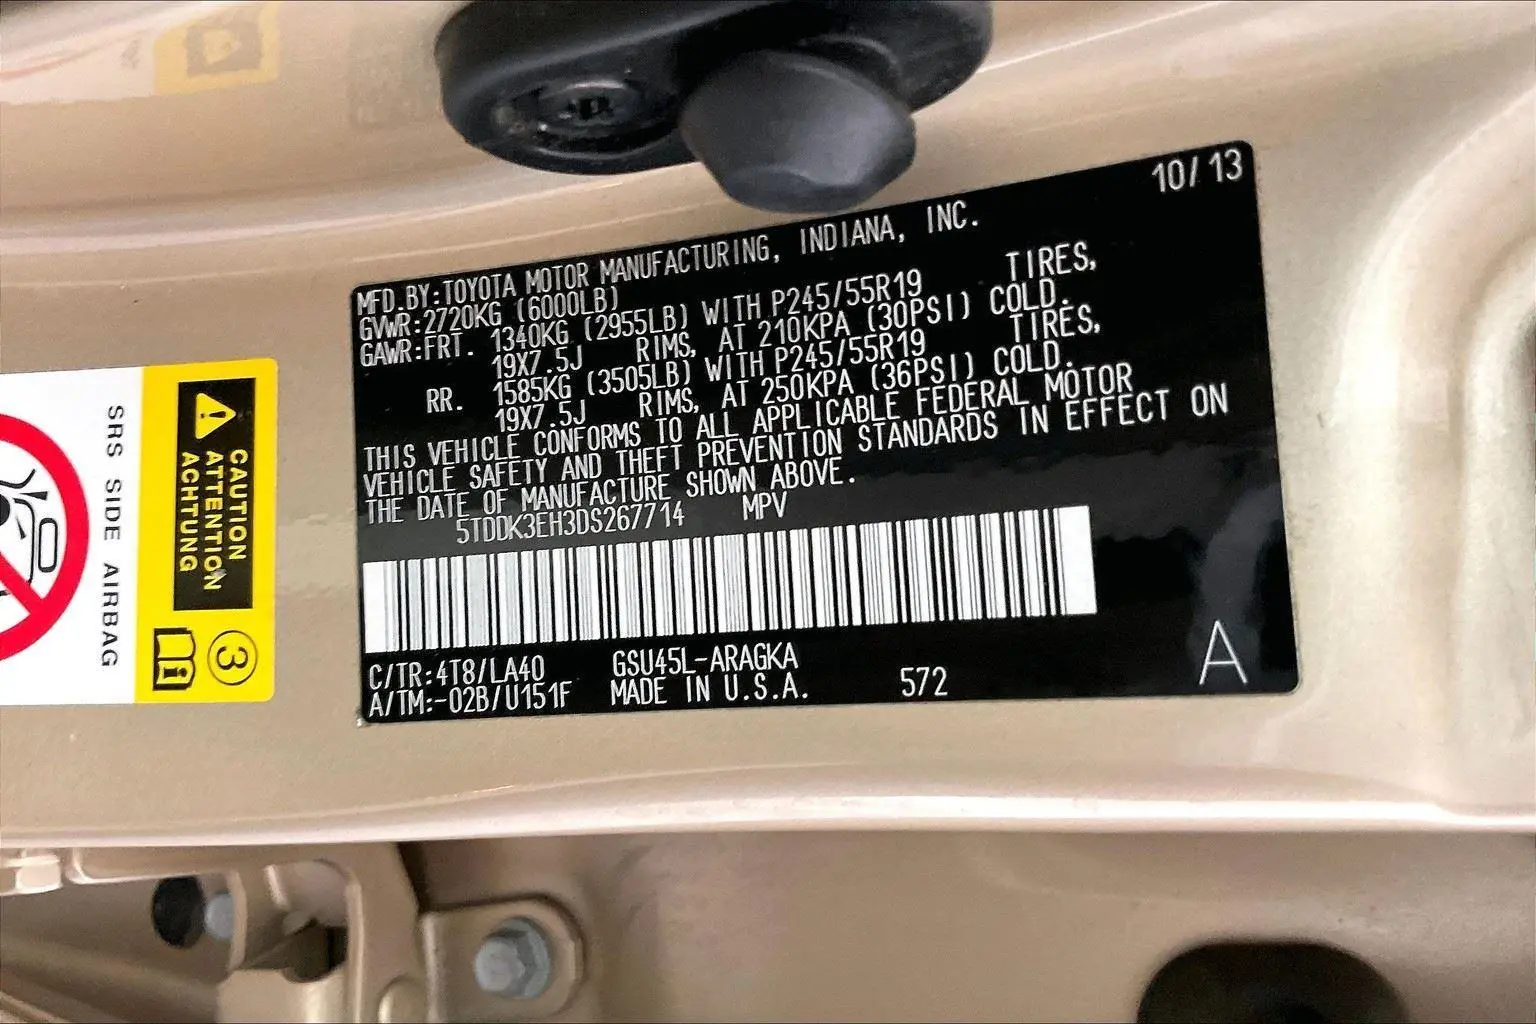 10/13
MFD.BY:TOYOTA MOTOR MANUFACTURING, INDIANA, INC.
GVWR:2720KG (6000LB)
GAWR:FRT. 1340KG (2955LB) WITH P245/55R19 TIRES,
19X7.5J RIMS, AT 210KPA (30PSI) COLD.
RR. 1585KG (3505LB) WITH P245/55R19 TIRES,
19X7.5J RIMS, AT 250KPA (36PSI) COLD.
THIS VEHICLE CONFORMS TO ALL APPLICABLE FEDERAL MOTOR
VEHICLE SAFETY AND THEFT PREVENTION STANDARDS IN EFFECT ON
THE DATE OF MANUFACTURE SHOWN ABOVE.
5TDDK3EH3DS267714 MPV
C/TR:4T8/LA40 GSU45L-ARAGKA
A/TM:-02B/U151F MADE IN U.S.A. 572
A
CAUTION
ATTENTION
ACHTUNG
3
SRS SIDE AIRBAG